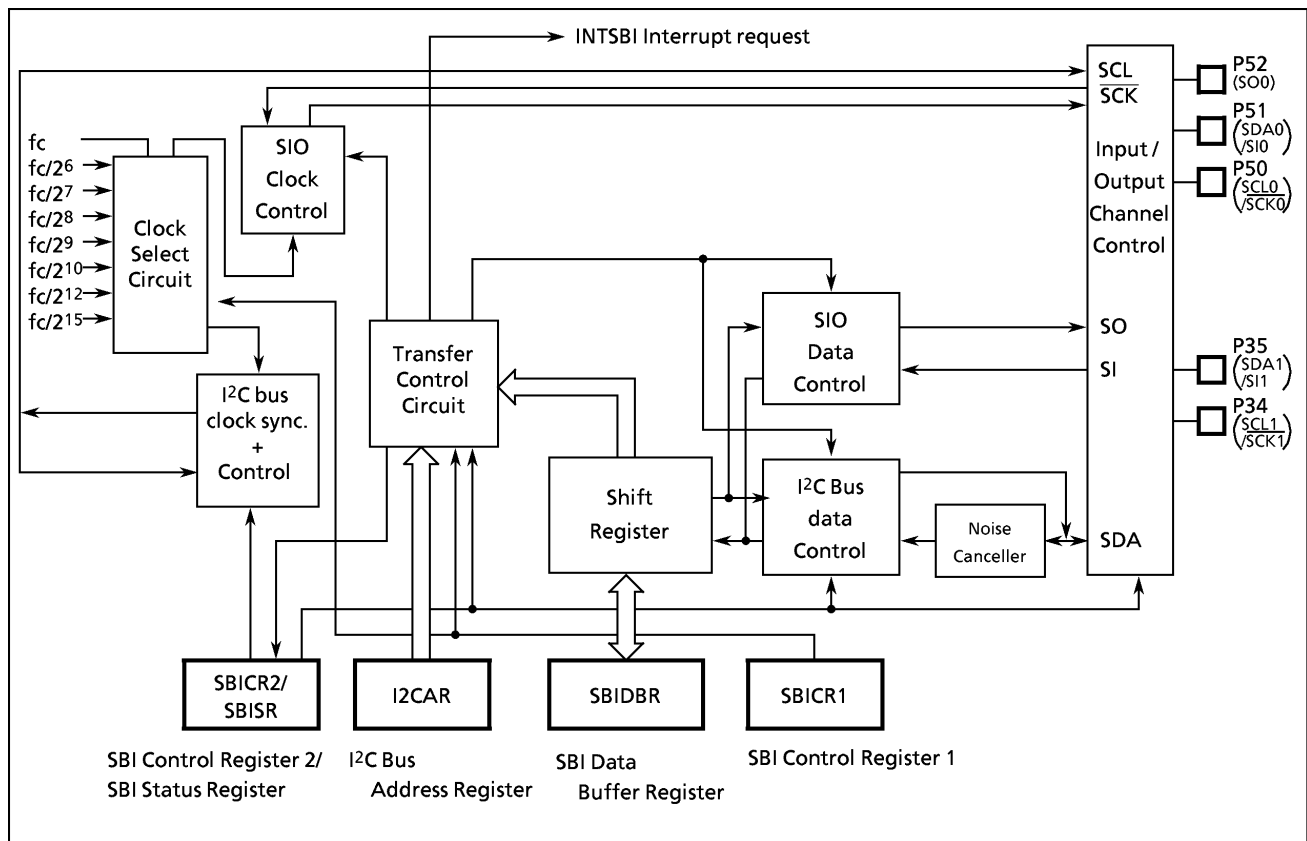 INTSBI Interrupt request
SCL
SCK
Input /
Output
Channel
Control
SO
SI
SDA
P52
(SO0)
P51
(SDA0
/SI0)
P50
(SCL0
/SCK0)
P35
(SDA1
/SI1)
P34
(SCL1
/SCK1)
fc
fc/2⁶
fc/2⁷
fc/2⁸
fc/2⁹
fc/2¹⁰
fc/2¹²
fc/2¹⁵
Clock
Select
Circuit
SIO
Clock
Control
I²C bus
clock sync.
+
Control
Transfer
Control
Circuit
SIO
Data
Control
Shift
Register
I²C Bus
data
Control
Noise
Canceller
SBICR2/
SBISR
I2CAR
SBIDBR
SBICR1
SBI Control Register 2/
SBI Status Register
I²C Bus
Address Register
SBI Data
Buffer Register
SBI Control Register 1